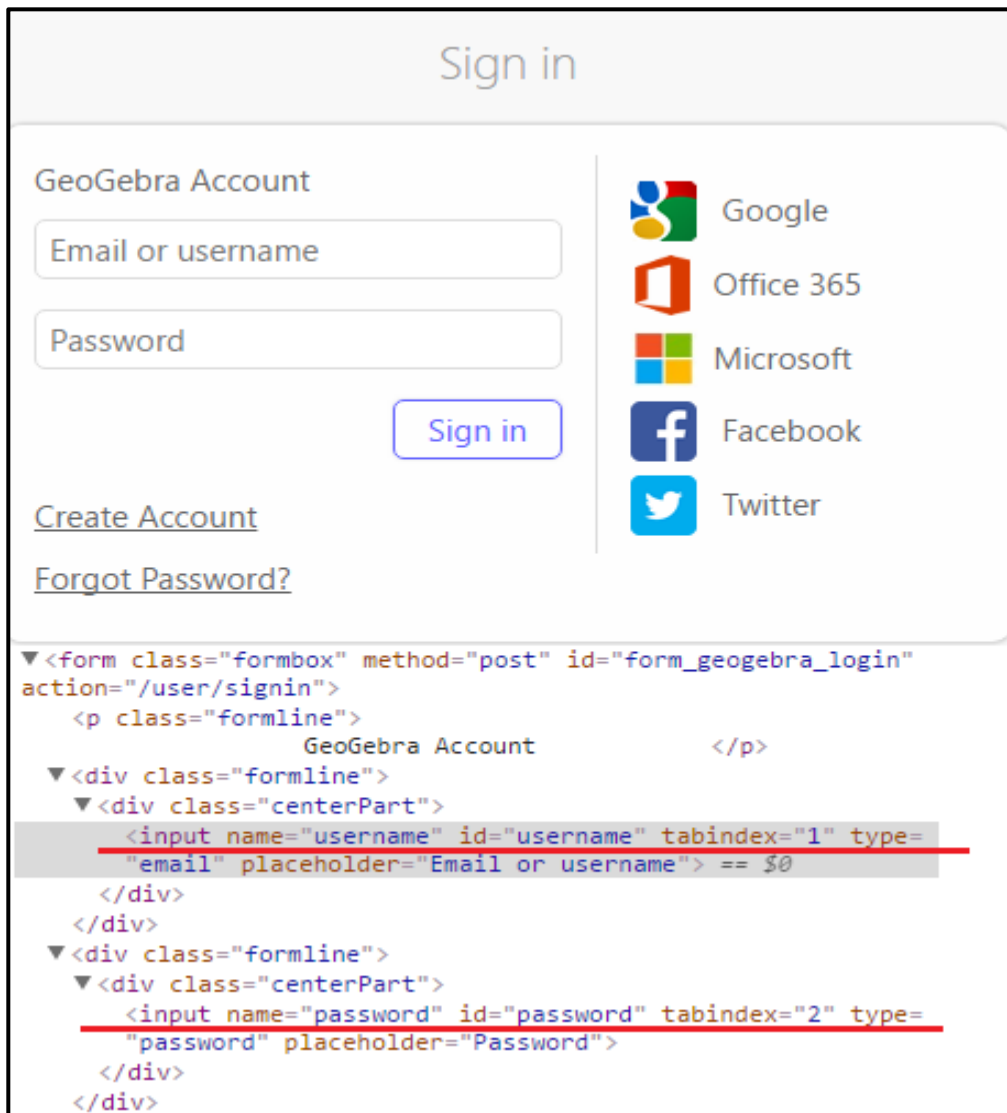 Sign in
GeoGebra Account
Email or username
Password
Sign in
Create Account
Forgot Password?
Google
Office 365
Microsoft
Facebook
Twitter
▼<form class="formbox" method="post" id="form_geogebra_login"
action="/user/signin">
<p class="formline">
GeoGebra Account </p>
▼<div class="formline">
▼<div class="centerPart">
<input name="username" id="username" tabindex="1" type=
"email" placeholder="Email or username"> == $0
</div>
</div>
▼<div class="formline">
▼<div class="centerPart">
<input name="password" id="password" tabindex="2" type=
"password" placeholder="Password">
</div>
</div>